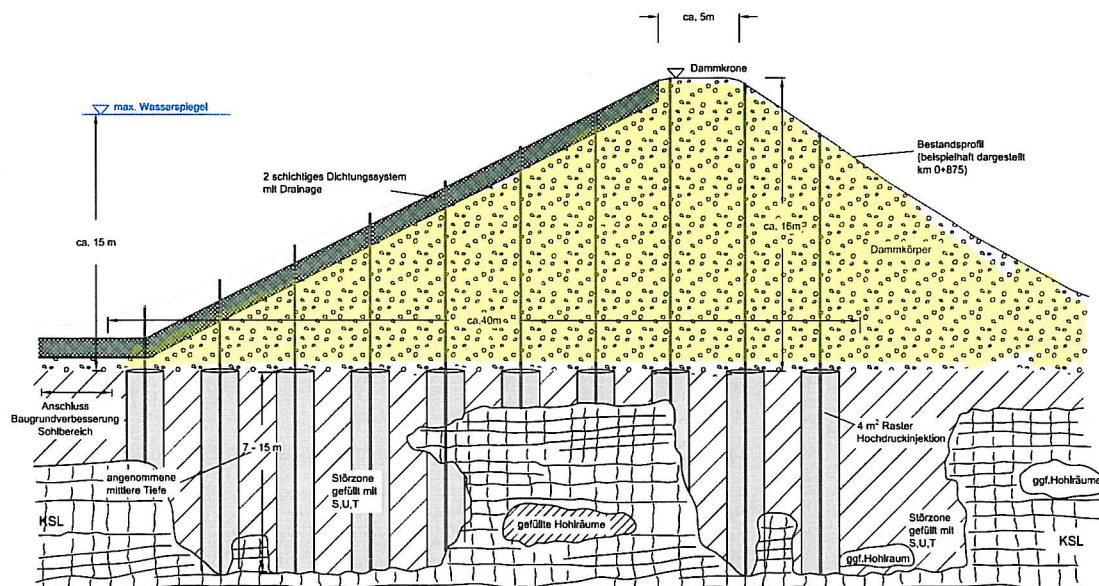 ca. 5m
Dammkrone
max. Wasserspiegel
Bestandsprofil
(beispielhaft dargestellt
km 0+875)
2 schichtiges Dichtungssystem
mit Drainage
ca. 15 m
ca. 16m
Dammkörper
ca.40m
Anschluss
Baugrundverbesserung
Sohlbereich
7 - 15 m
4 m² Raster
Hochdruckinjektion
angenommene
mittlere Tiefe
Störzone
gefüllt mit
S,U,T
ggf.Hohlräume
KSL
gefüllte Hohlräume
Störzone
gefüllt mit
S,U,T
KSL
ggf.Hohlraum